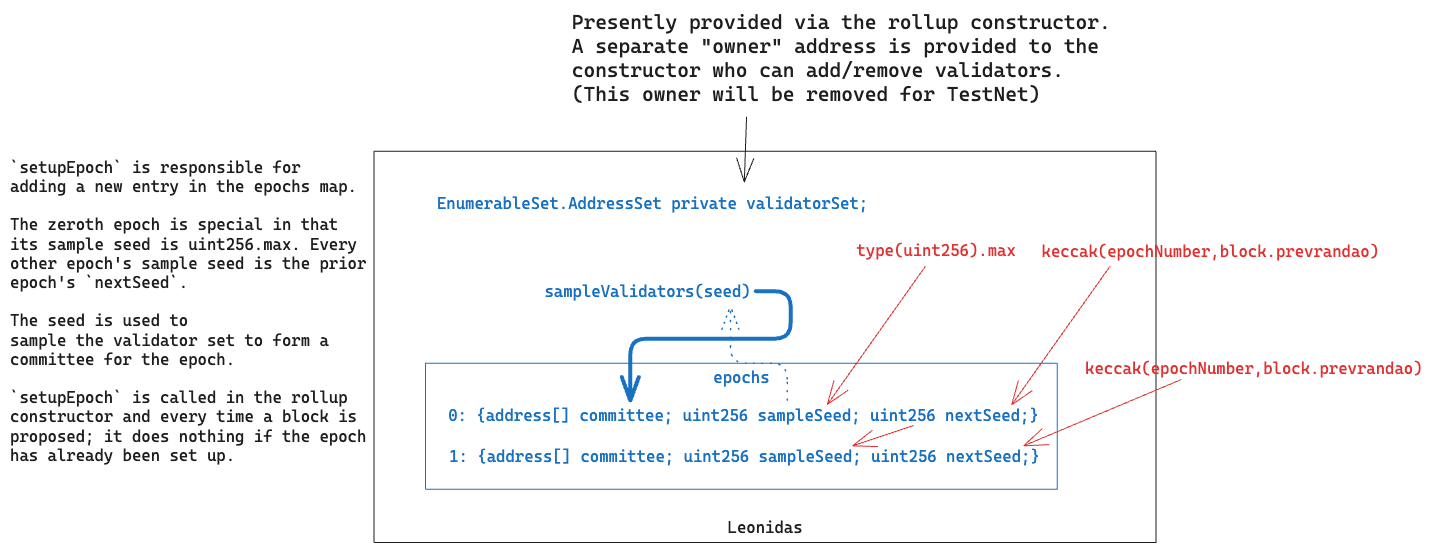 Presently provided via the rollup constructor.
A separate "owner" address is provided to the
constructor who can add/remove validators.
(This owner will be removed for TestNet)
`setupEpoch` is responsible for
adding a new entry in the epochs map.
The zeroth epoch is special in that
its sample seed is uint256.max. Every
other epoch's sample seed is the prior
epoch's `nextSeed`.
The seed is used to
sample the validator set to form a
committee for the epoch.
`setupEpoch` is called in the rollup
constructor and every time a block is
proposed; it does nothing if the epoch
has already been set up.
EnumerableSet.AddressSet private validatorSet;
type(uint256).max
keccak(epochNumber,block.prevrandao)
sampleValidators(seed)
keccak(epochNumber,block.prevrandao)
epochs
0: {address[] committee; uint256 sampleSeed; uint256 nextSeed;}
1: {address[] committee; uint256 sampleSeed; uint256 nextSeed;}
Leonidas